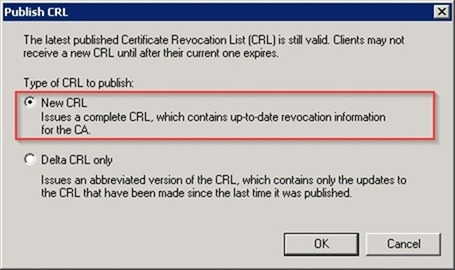 Publish CRL
The latest published Certificate Revocation List (CRL) is still valid. Clients may not
receive a new CRL until after their current one expires.
Type of CRL to publish:
New CRL
Issues a complete CRL, which contains up-to-date revocation information
for the CA.
Delta CRL only
Issues an abbreviated version of the CRL, which contains only the updates to
the CRL that have been made since the last time it was published.
OK
Cancel